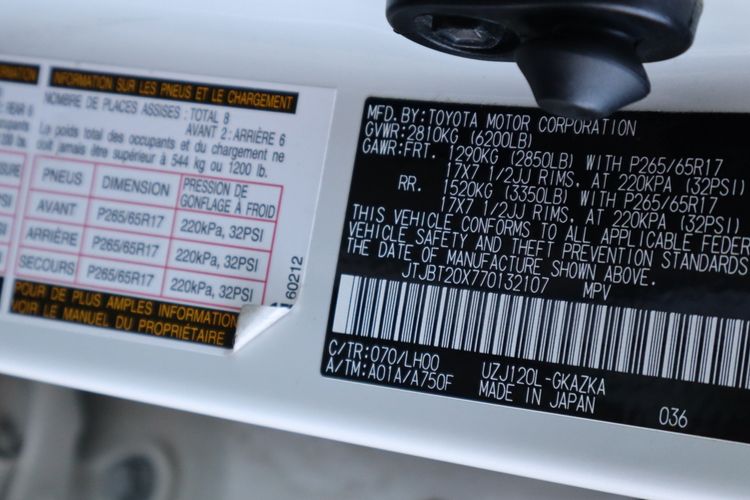 INFORMATION
INFORMATION SUR LES PNEUS ET LE CHARGEMENT
NOMBRE DE PLACES ASSISES : TOTAL 8
AVANT 2 : ARRIÈRE 6
Le poids total des occupants et du chargement ne
doit jamais être supérieur à 544 kg ou 1200 lb.
PNEUS DIMENSION PRESSION DE GONFLAGE À FROID
AVANT P265/65R17 220kPa, 32PSI
ARRIÈRE P265/65R17 220kPa, 32PSI
SECOURS P265/65R17 220kPa, 32PSI
POUR DE PLUS AMPLES INFORMATIONS
VOIR LE MANUEL DU PROPRIÉTAIRE
60212
MFD. BY: TOYOTA MOTOR CORPORATION
GVWR: 2810KG (6200LB)
GAWR: FRT. 1290KG (2850LB) WITH P265/65R17
17X7 1/2JJ RIMS, AT 220KPA (32PSI)
RR. 1520KG (3350LB) WITH P265/65R17
17X7 1/2JJ RIMS, AT 220KPA (32PSI)
THIS VEHICLE CONFORMS TO ALL APPLICABLE FEDER
VEHICLE SAFETY AND THEFT PREVENTION STANDARDS
THE DATE OF MANUFACTURE SHOWN ABOVE.
JTJBT20X770132107 MPV
C/TR: 070/LH00 UZJ120L-GKAZKA
A/TM: A01A/A750F MADE IN JAPAN 036